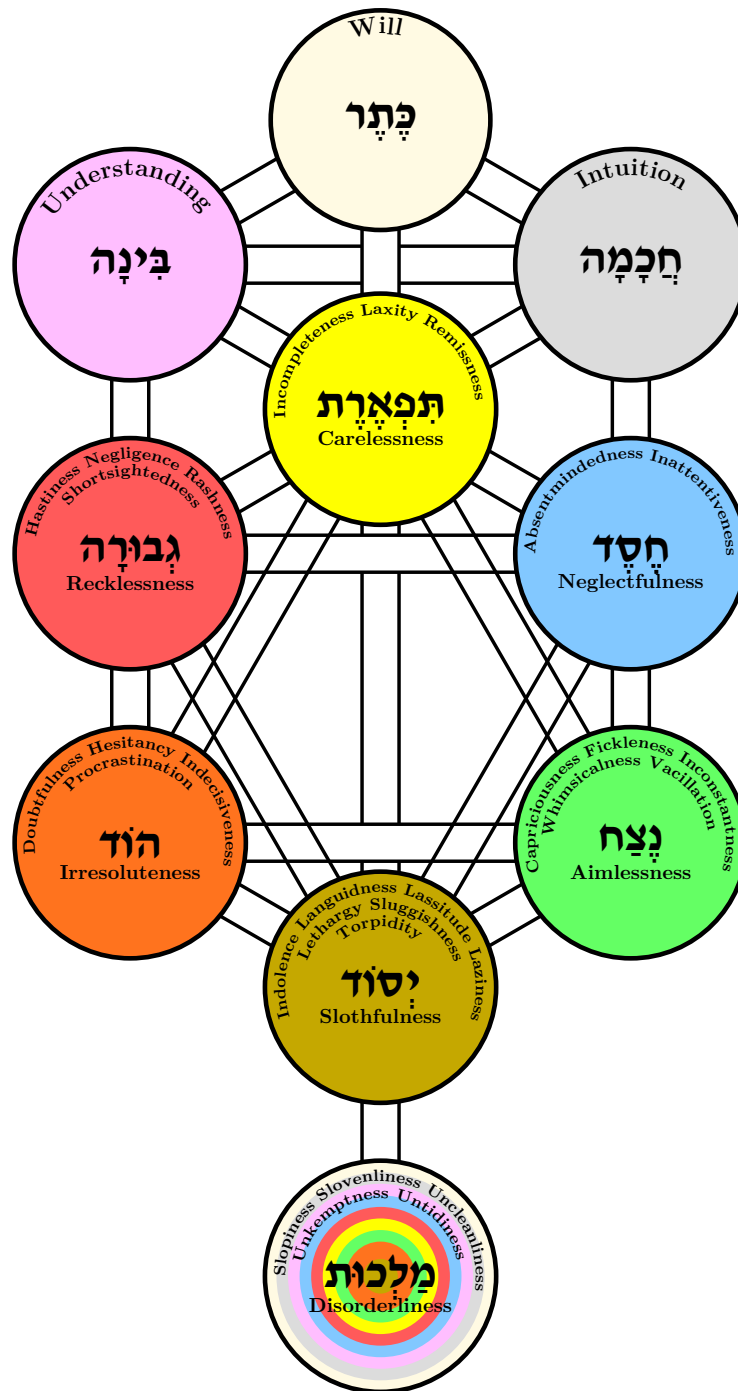 Will
כֶּתֶר
Understanding
בִּינָה
Intuition
חֲכָמָה
Incompleteness Laxity Remissness
תִּפְאֶרֶת
Carelessness
Hastiness Negligence Rashness
Shortsightedness
גְבוּרָה
Recklessness
Absentmindedness Inattentiveness
חֶסֶד
Neglectfulness
Doubtfulness Hesitancy Indecisiveness
Procrastination
הוֹד
Irresoluteness
Capriciousness Fickleness Inconstantness
Whimsicalness Vacillation
נֶצַח
Aimlessness
Indolence Languidness Lassitude Laziness
Lethargy Sluggishness
Torpidity
יְסוֹד
Slothfulness
Slopiness Slovenliness Uncleanliness
Unkemptness Untidiness
מַלְכוּת
Disorderliness